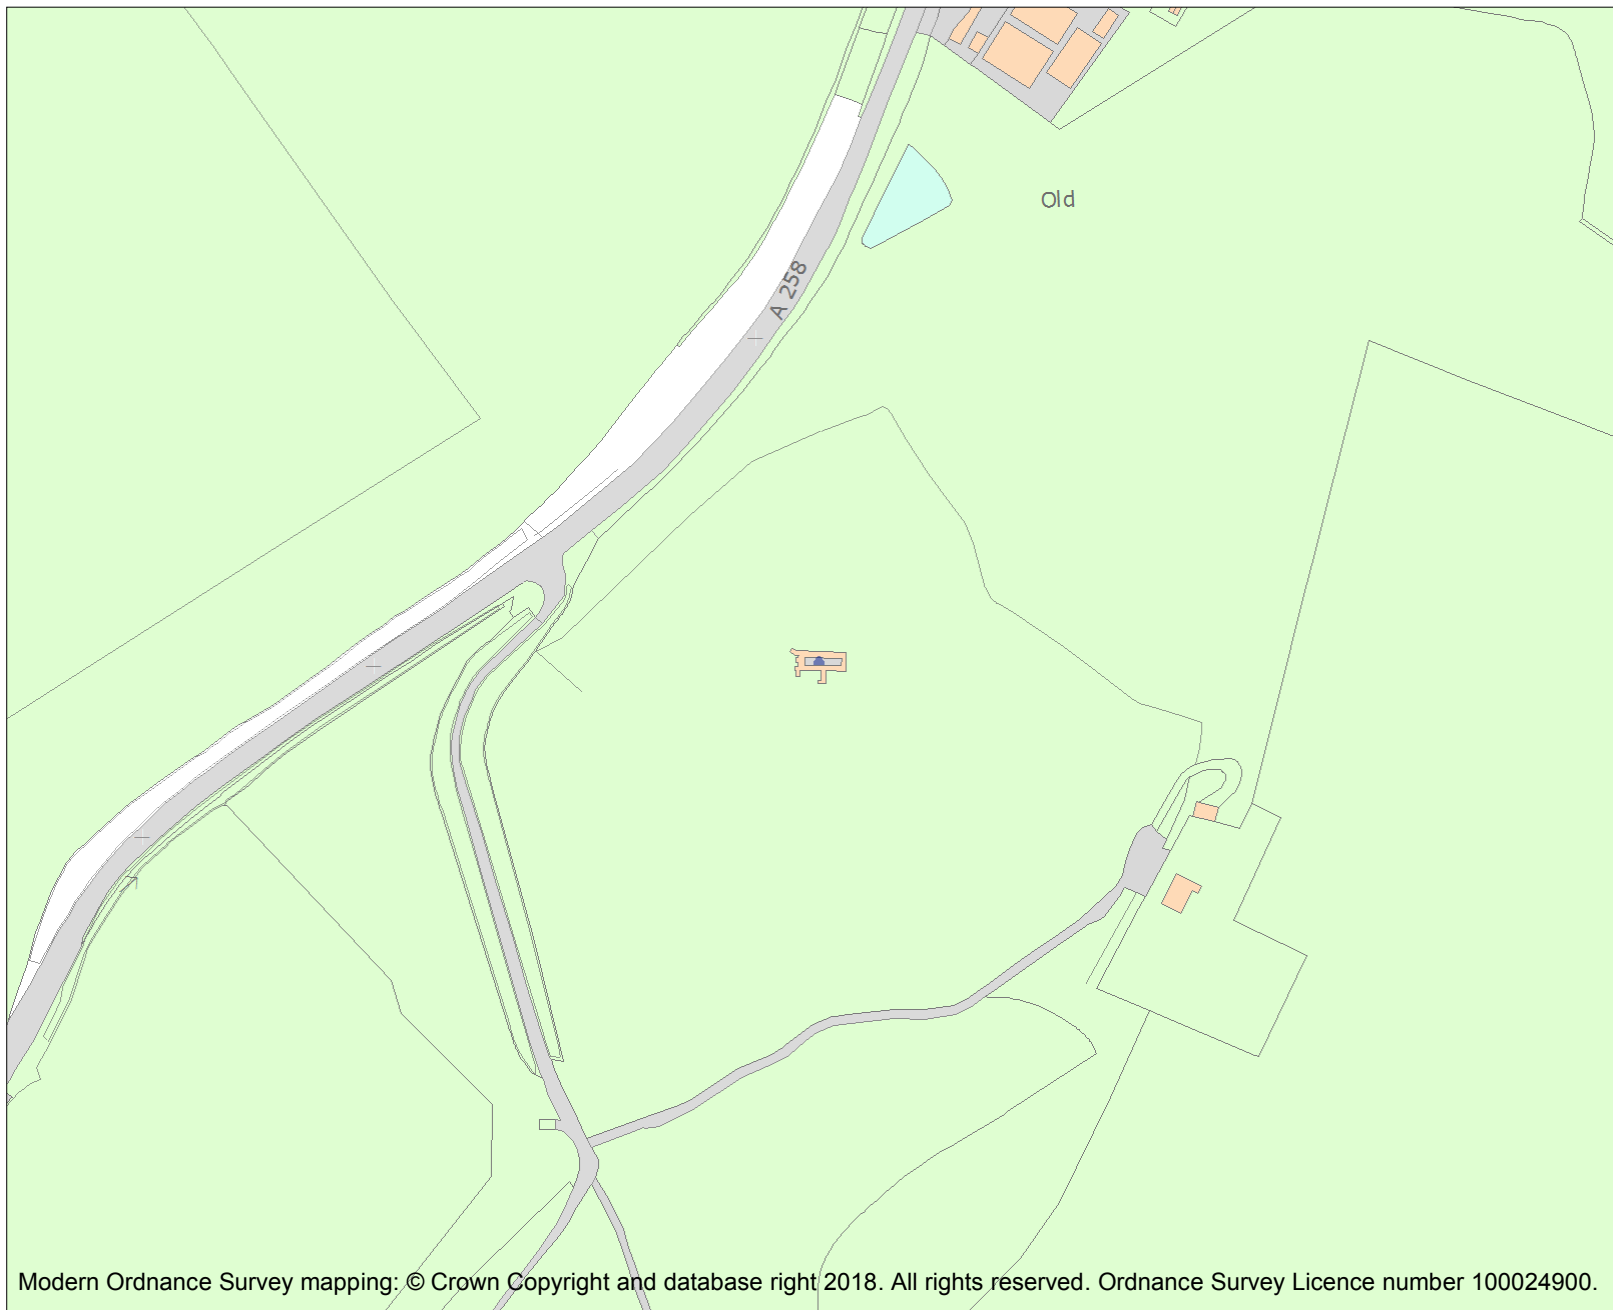 Old
A 258
Modern Ordnance Survey mapping: © Crown Copyright and database right 2018. All rights reserved. Ordnance Survey Licence number 100024900.